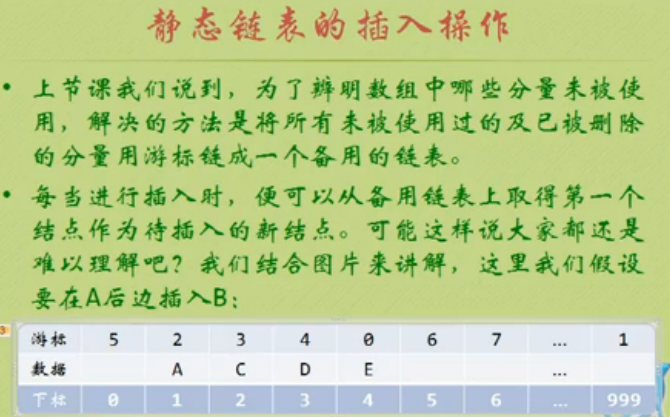 静态链表的插入操作
• 上节课我们说到，为了辨明数组中哪些分量未被使
用，解决的方法是将所有未被使用过的及已被删除
的分量用游标链成一个备用的链表。
• 每当进行插入时，便可以从备用链表上取得第一个
结点作为待插入的新结点。可能这样说大家都还是
难以理解吧？我们结合图片来讲解，这里我们假设
要在A后边插入B：
3
游标 5 2 3 4 0 6 7 … 1
数据 A C D E …
下标 0 1 2 3 4 5 6 … 999